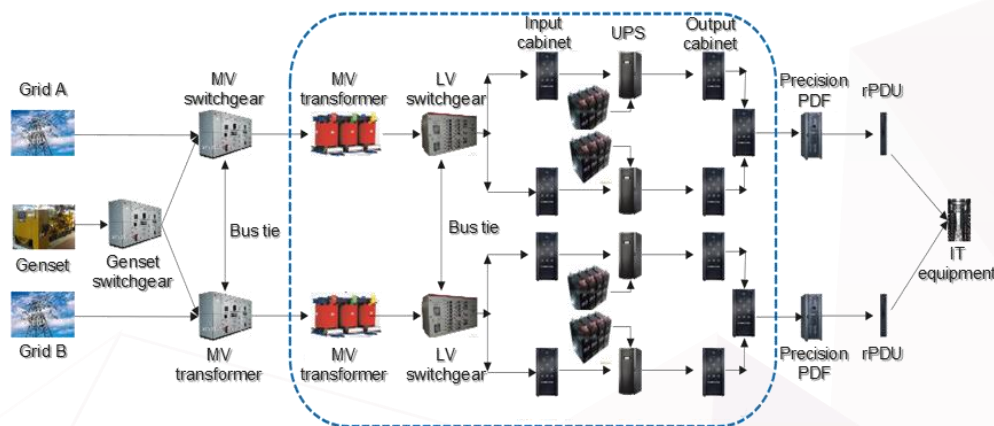 Input
cabinet
UPS
Output
cabinet
Grid A
MV
switchgear
MV
transformer
LV
switchgear
Precision
PDF
rPDU
Genset
Genset
switchgear
Bus tie
Bus tie
IT
equipment
Grid B
MV
transformer
MV
transformer
LV
switchgear
Precision
PDF
rPDU